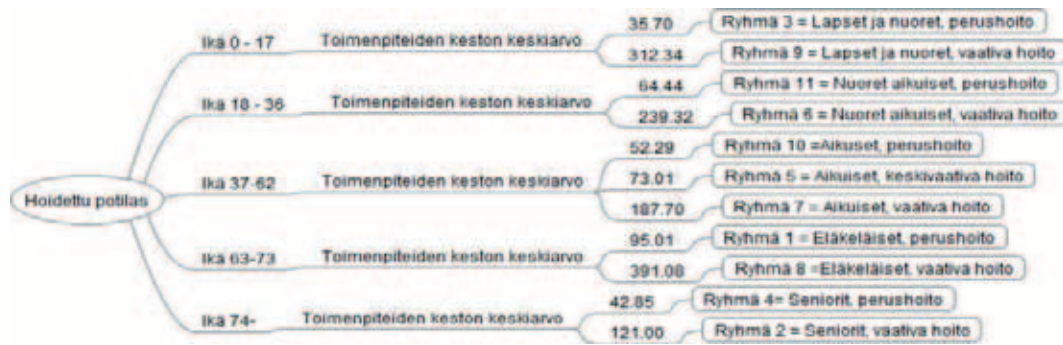 35.70 Ryhmä 3 = Lapset ja nuoret, perushoito
Ikä 0 - 17 Toimenpiteiden keston keskiarvo
312.34 Ryhmä 9 = Lapset ja nuoret, vaativa hoito
64.44 Ryhmä 11 = Nuoret aikuiset, perushoito
Ikä 18 - 36 Toimenpiteiden keston keskiarvo
239.32 Ryhmä 6 = Nuoret aikuiset, vaativa hoito
52.29 Ryhmä 10 =Aikuset, perushoito
Hoidettu potilas Ikä 37-62 Toimenpiteiden keston keskiarvo 73.01 Ryhmä 5 = Aikuiset, keskivaativa hoito
187.70 Ryhmä 7 = Aikuiset, vaativa hoito
95.01 Ryhmä 1 = Eläkeläiset, perushoito
Ikä 63-73 Toimenpiteiden keston keskiarvo
391.08 Ryhmä 8 =Eläkeläiset, vaativa hoito
42.85 Ryhmä 4= Seniorit, perushoito
Ikä 74- Toimenpiteiden keston keskiarvo
121.00 Ryhmä 2 = Seniorit, vaativa hoito